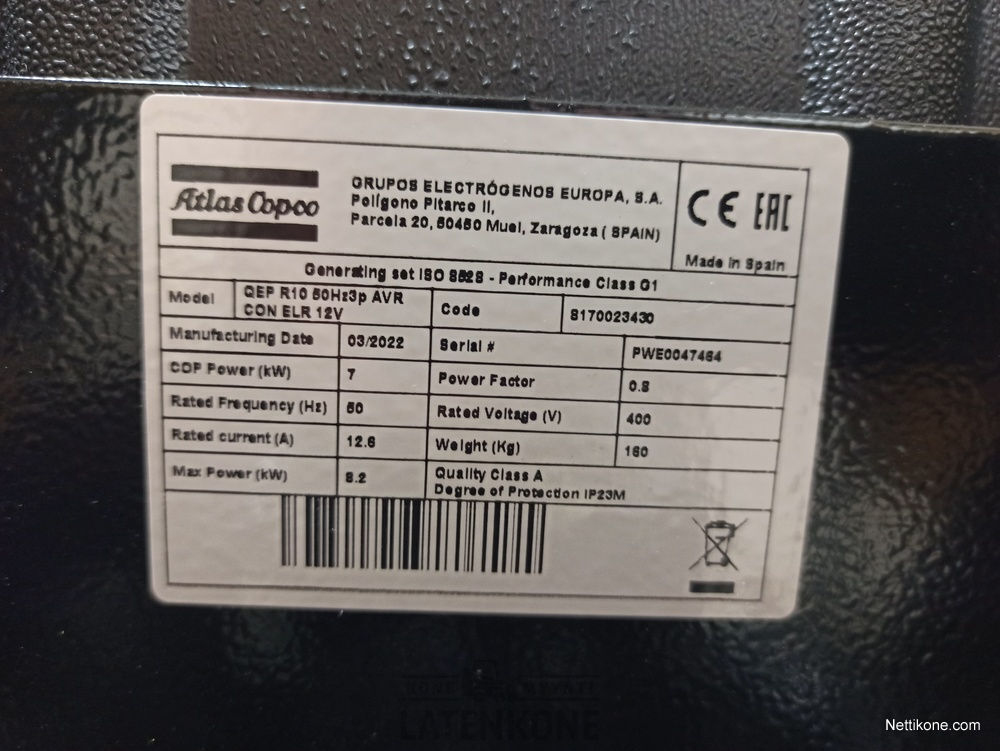 Atlas Copco
GRUPOS ELECTRÓGENOS EUROPA, S.A.
Polígono Pitarco II,
Parcela 20, 50450 Muel, Zaragoza ( SPAIN)
CE EAC
Made in Spain
Generating set ISO 8528 - Performance Class G1
Model QEP R10 50Hz3p AVR
CON ELR 12V
Code 8170023430
Manufacturing Date 03/2022 Serial # PWE0047464
COP Power (kW) 7 Power Factor 0.8
Rated Frequency (Hz) 50 Rated Voltage (V) 400
Rated current (A) 12.6 Weight (Kg) 160
Max Power (kW) 8.2 Quality Class A
Degree of Protection IP23M
LATENKONE
Nettikone.com